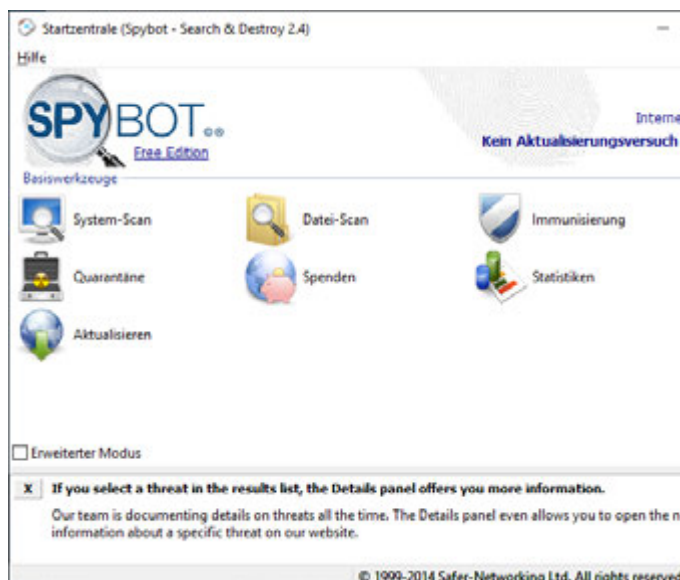 Startzentrale (Spybot - Search & Destroy 2.4)
Hilfe
SPYBOT
Free Edition
Interne
Kein Aktualisierungsversuch
Basiswerkzeuge
System-Scan Datei-Scan Immunisierung
Quarantäne Spenden Statistiken
Aktualisieren
Erweiterter Modus
X If you select a threat in the results list, the Details panel offers you more information.
Our team is documenting details on threats all the time. The Details panel even allows you to open the n
information about a specific threat on our website.
© 1999-2014 Safer-Networking Ltd. All rights reserved